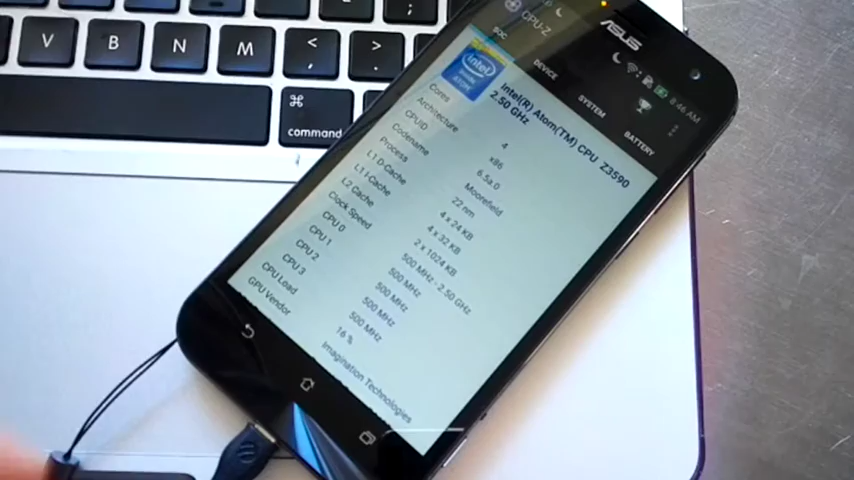 V B N M < , > . ; :
⌘
command
CPU-Z
ASUS
8:46 AM
SOC DEVICE SYSTEM BATTERY
intel
ATOM
Intel(R) Atom(TM) CPU Z3590
2.50 GHz
Cores 4
Architecture x86
CPUID 6.5a.0
Codename Moorefield
Process 22 nm
L1 D-Cache 4 x 24 KB
L1 I-Cache 4 x 32 KB
L2 Cache 2 x 1024 KB
Clock Speed 500 MHz - 2.50 GHz
CPU 0 500 MHz
CPU 1 500 MHz
CPU 2 500 MHz
CPU 3 500 MHz
CPU Load 16 %
GPU Vendor Imagination Technologies